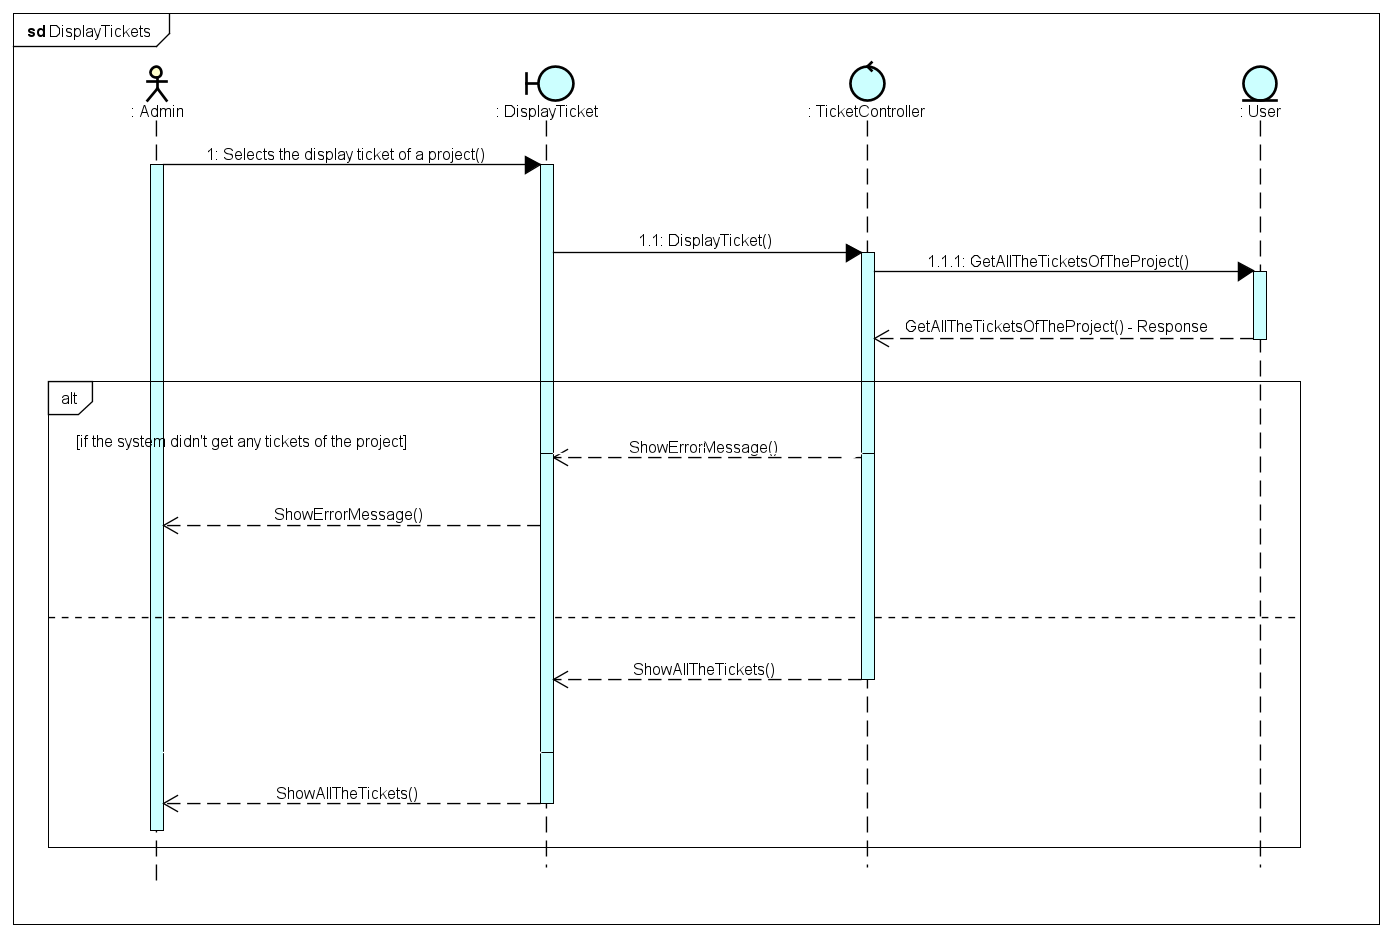 sd DisplayTickets
: Admin
: DisplayTicket
: TicketController
: User
1: Selects the display ticket of a project()
1.1: DisplayTicket()
1.1.1: GetAllTheTicketsOfTheProject()
GetAllTheTicketsOfTheProject() - Response
alt
[if the system didn't get any tickets of the project]
ShowErrorMessage()
ShowErrorMessage()
ShowAllTheTickets()
ShowAllTheTickets()